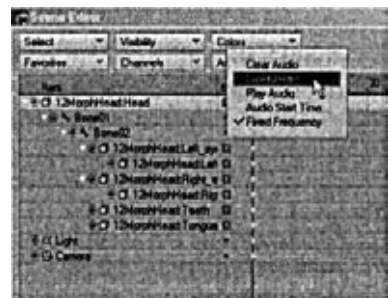 Scene Editor
Select Visibility Colors
Favorites Channels
Clear Audio
Play Audio
Audio Start Time
Fixed Frequency
Item
12MorphHead:Head
Bone01
Bone02
12MorphHead:Left_eye
12MorphHead:Left
12MorphHead:Right_e
12MorphHead:Rig
12MorphHead:Teeth
12MorphHead:Tongue
Light
Camera